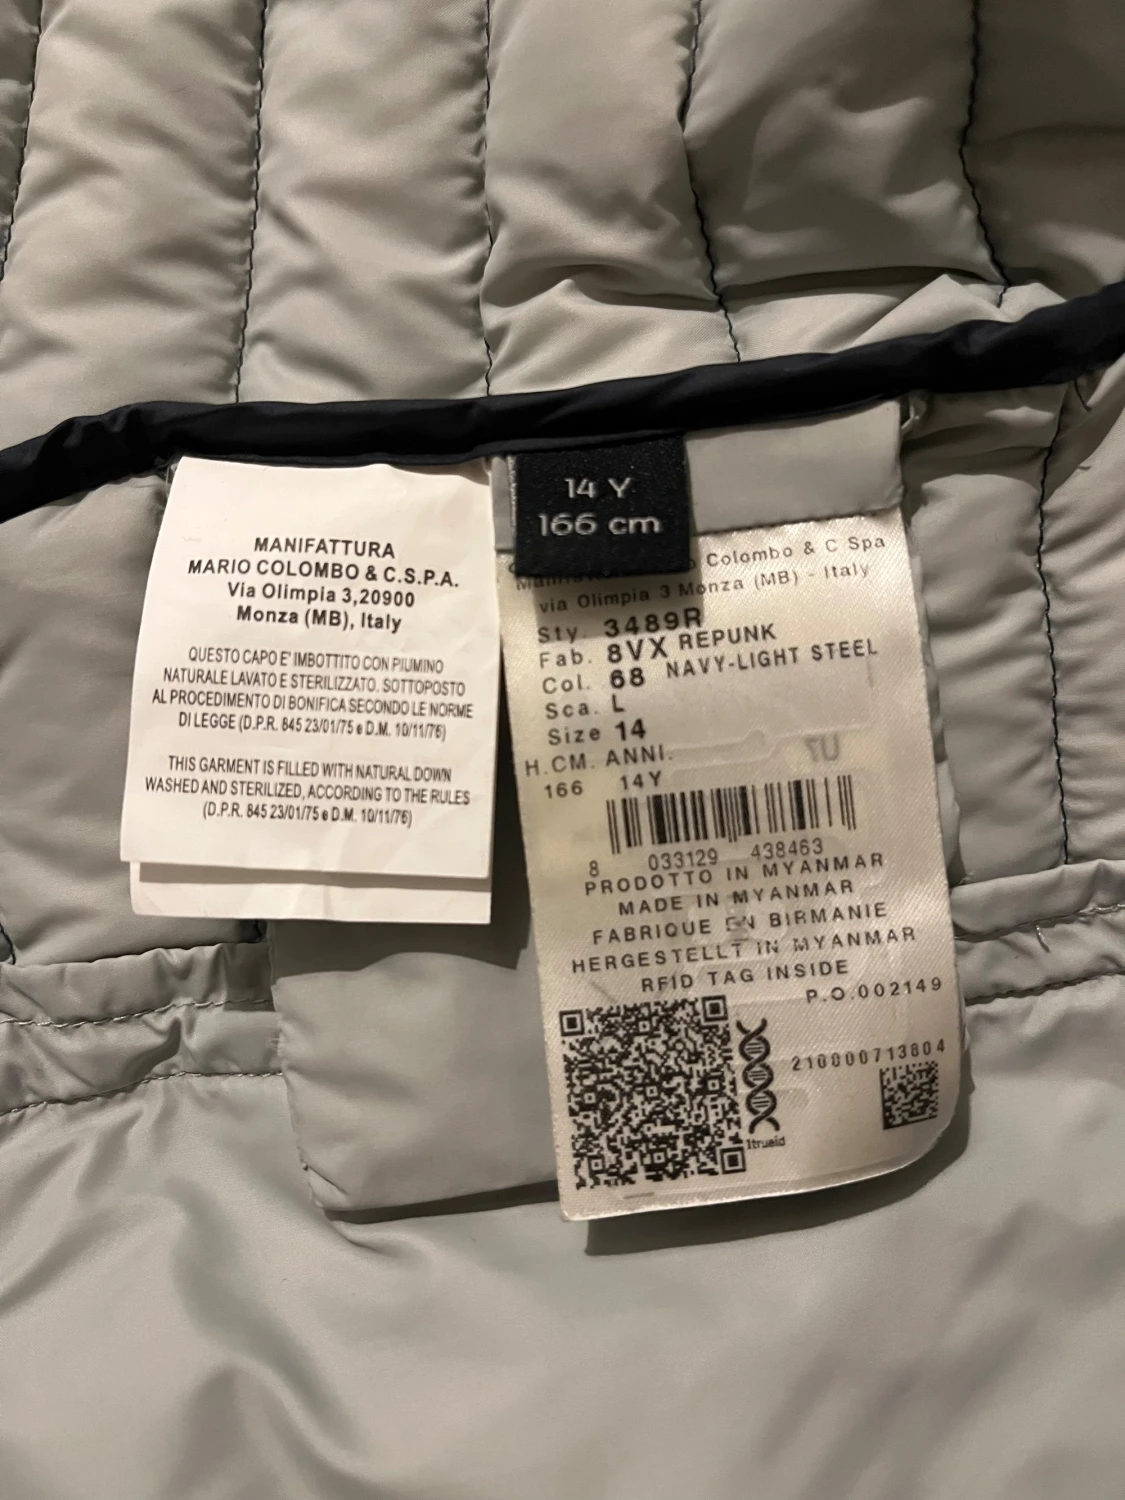 MANIFATTURA
MARIO COLOMBO & C.S.P.A.
Via Olimpia 3,20900
Monza (MB), Italy
QUESTO CAPO E' IMBOTTITO CON PIUMINO
NATURALE LAVATO E STERILIZZATO. SOTTOPOSTO
AL PROCEDIMENTO DI BONIFICA SECONDO LE NORME
DI LEGGE (D.P.R. 845 23/01/75 e D.M. 10/11/76)
THIS GARMENT IS FILLED WITH NATURAL DOWN
WASHED AND STERILIZED, ACCORDING TO THE RULES
(D.P.R. 845 23/01/75 e D.M. 10/11/76)
14 Y
166 cm
Colombo & C Spa
via Olimpia 3 Monza (MB) - Italy
Sty. 3489R
Fab. 8VX REPUNK
Col. 68 NAVY-LIGHT STEEL
Sca. L
Size 14
H.CM. ANNI.
166 14Y
8 033129 438463
PRODOTTO IN MYANMAR
MADE IN MYANMAR
FABRIQUE EN BIRMANIE
HERGESTELLT IN MYANMAR
RFID TAG INSIDE
P.O.002149
210000713804
1trueid